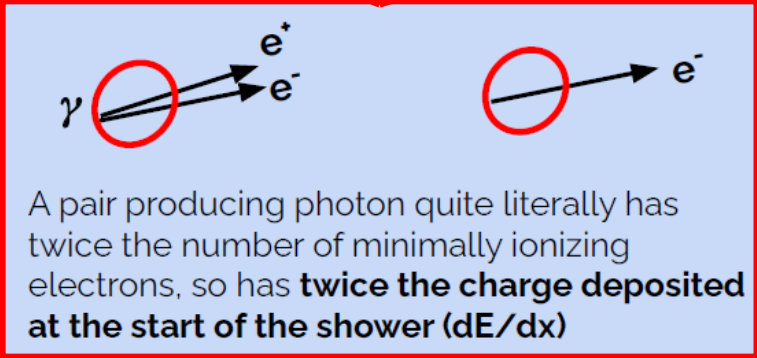 e⁺
γ e⁻ e⁻
A pair producing photon quite literally has
twice the number of minimally ionizing
electrons, so has twice the charge deposited
at the start of the shower (dE/dx)